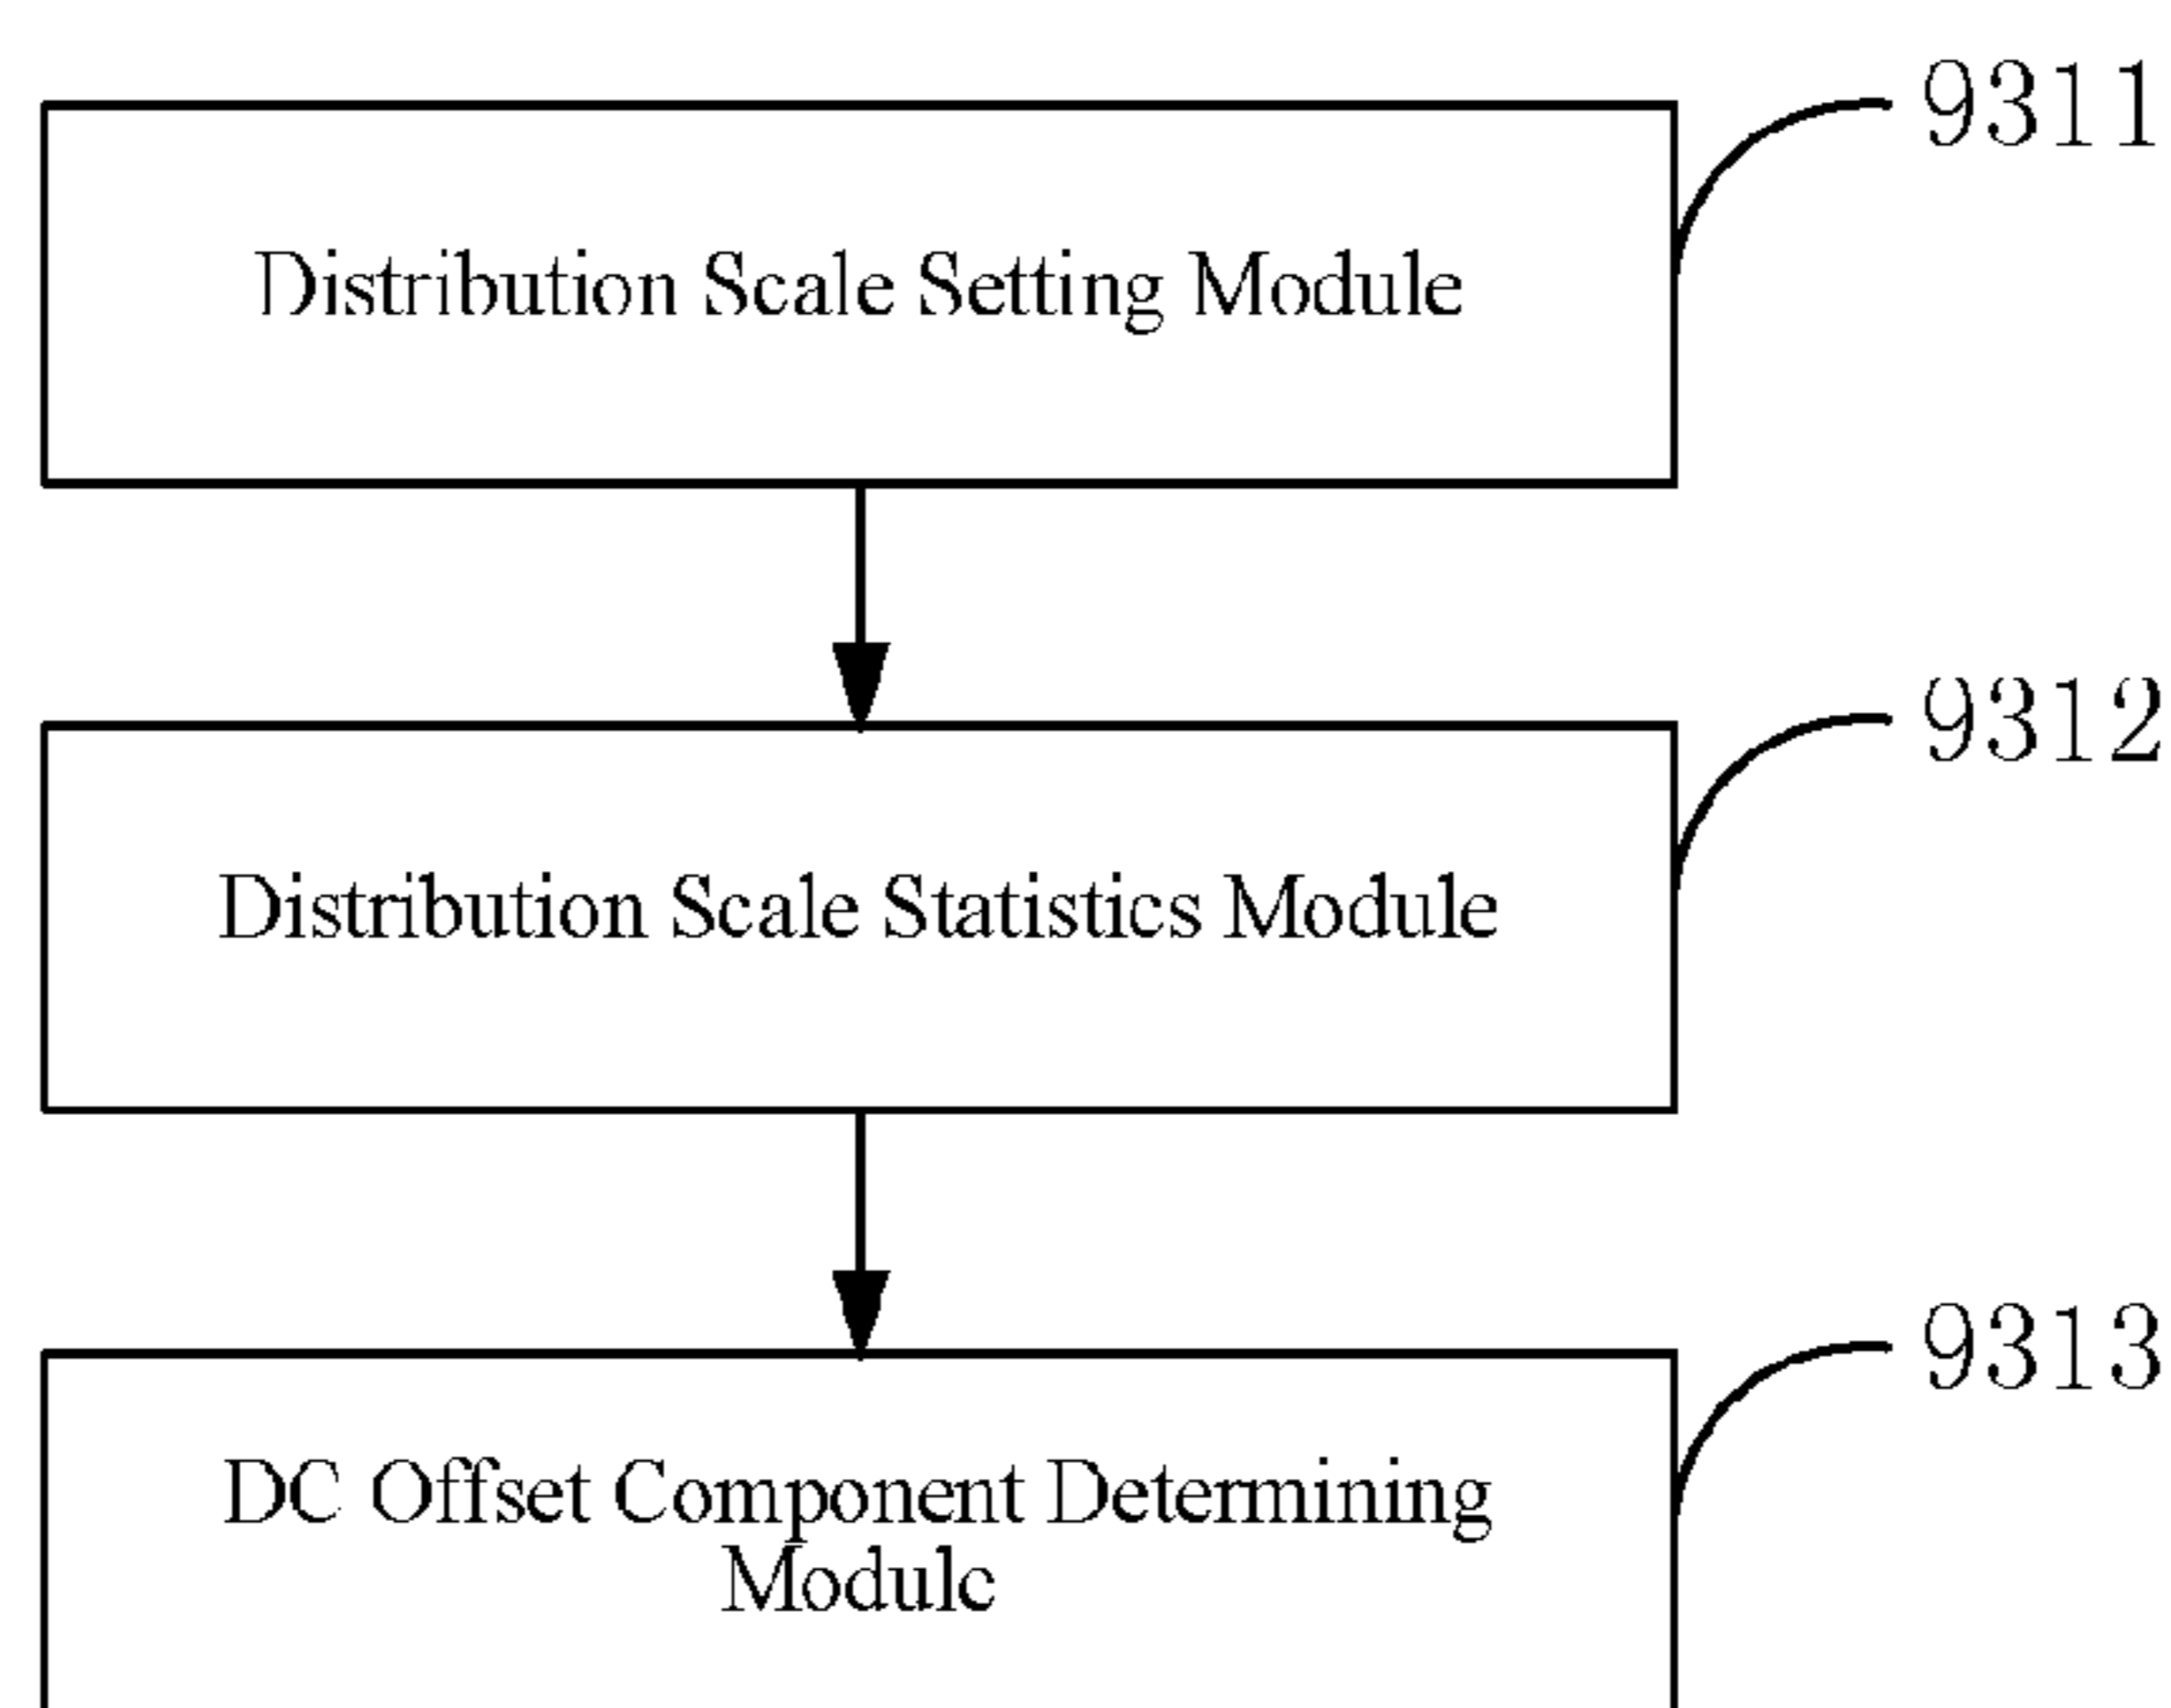 9311
Distribution Scale Setting Module
9312
Distribution Scale Statistics Module
9313
DC Offset Component Determining
Module